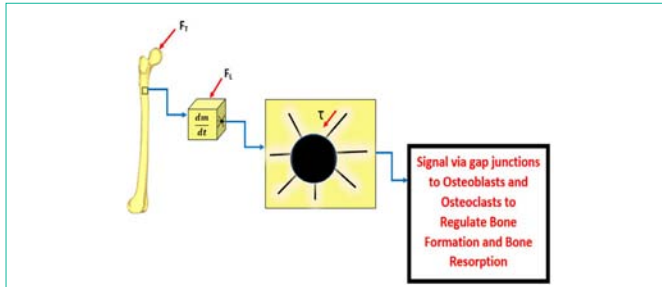 F_T
F_L
dm
dt
τ
Signal via gap junctions
to Osteoblasts and
Osteoclasts to
Regulate Bone
Formation and Bone
Resorption